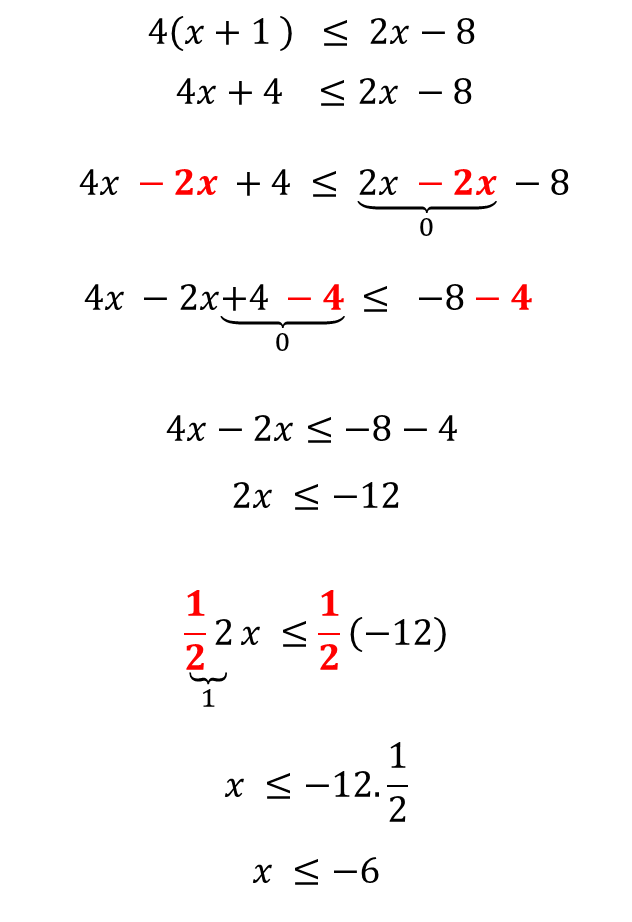 4(x + 1 ) ≤ 2x − 8
4x + 4 ≤ 2x − 8
4x − 2x + 4 ≤ 2x − 2x − 8
0
4x − 2x +4 − 4 ≤ −8 − 4
0
4x − 2x ≤ −8 − 4
2x ≤ −12
1/2 2 x ≤ 1/2 (−12)
1
x ≤ −12. 1/2
x ≤ −6